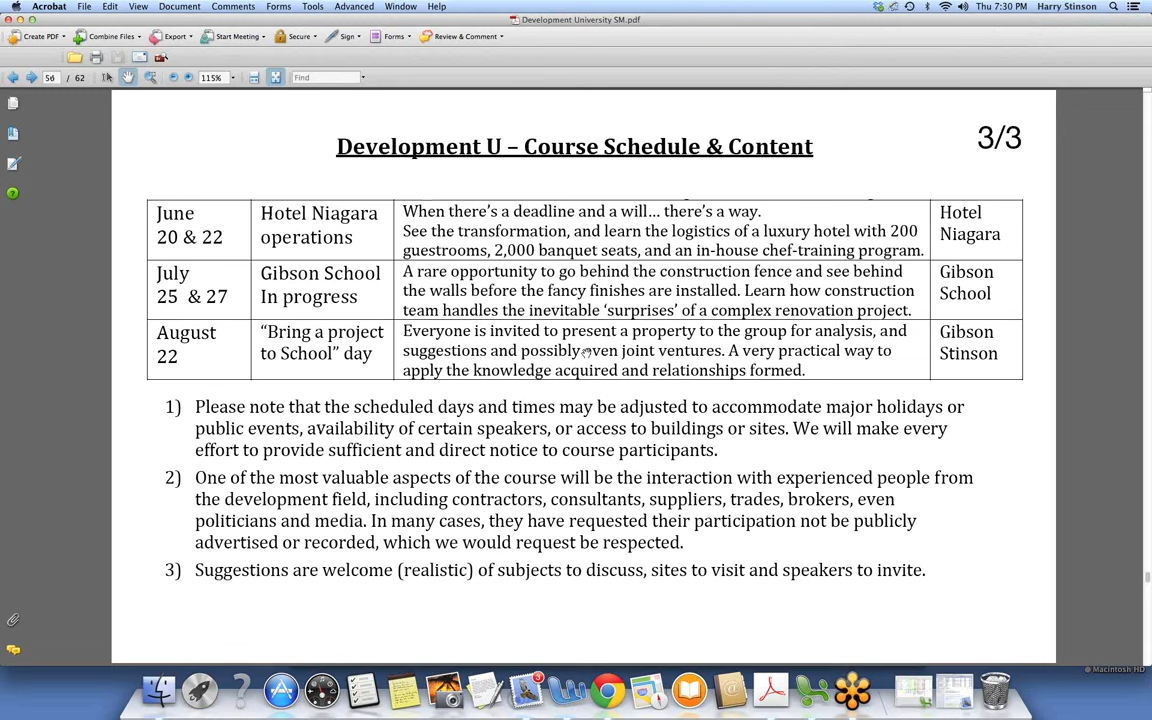 Acrobat File Edit View Document Comments Forms Tools Advanced Window Help Thu 7:30 PM Harry Stinson
Development University SM.pdf
Create PDF Combine Files Export Start Meeting Secure Sign Forms Review & Comment
56 / 62 115% Find
Development U – Course Schedule & Content
3/3
June
20 & 22
Hotel Niagara
operations
When there's a deadline and a will… there's a way.
See the transformation, and learn the logistics of a luxury hotel with 200
guestrooms, 2,000 banquet seats, and an in-house chef-training program.
Hotel
Niagara
July
25 & 27
Gibson School
In progress
A rare opportunity to go behind the construction fence and see behind
the walls before the fancy finishes are installed. Learn how construction
team handles the inevitable 'surprises' of a complex renovation project.
Gibson
School
August
22
“Bring a project
to School” day
Everyone is invited to present a property to the group for analysis, and
suggestions and possibly even joint ventures. A very practical way to
apply the knowledge acquired and relationships formed.
Gibson
Stinson
1) Please note that the scheduled days and times may be adjusted to accommodate major holidays or
public events, availability of certain speakers, or access to buildings or sites. We will make every
effort to provide sufficient and direct notice to course participants.
2) One of the most valuable aspects of the course will be the interaction with experienced people from
the development field, including contractors, consultants, suppliers, trades, brokers, even
politicians and media. In many cases, they have requested their participation not be publicly
advertised or recorded, which we would request be respected.
3) Suggestions are welcome (realistic) of subjects to discuss, sites to visit and speakers to invite.
Macintosh HD
3